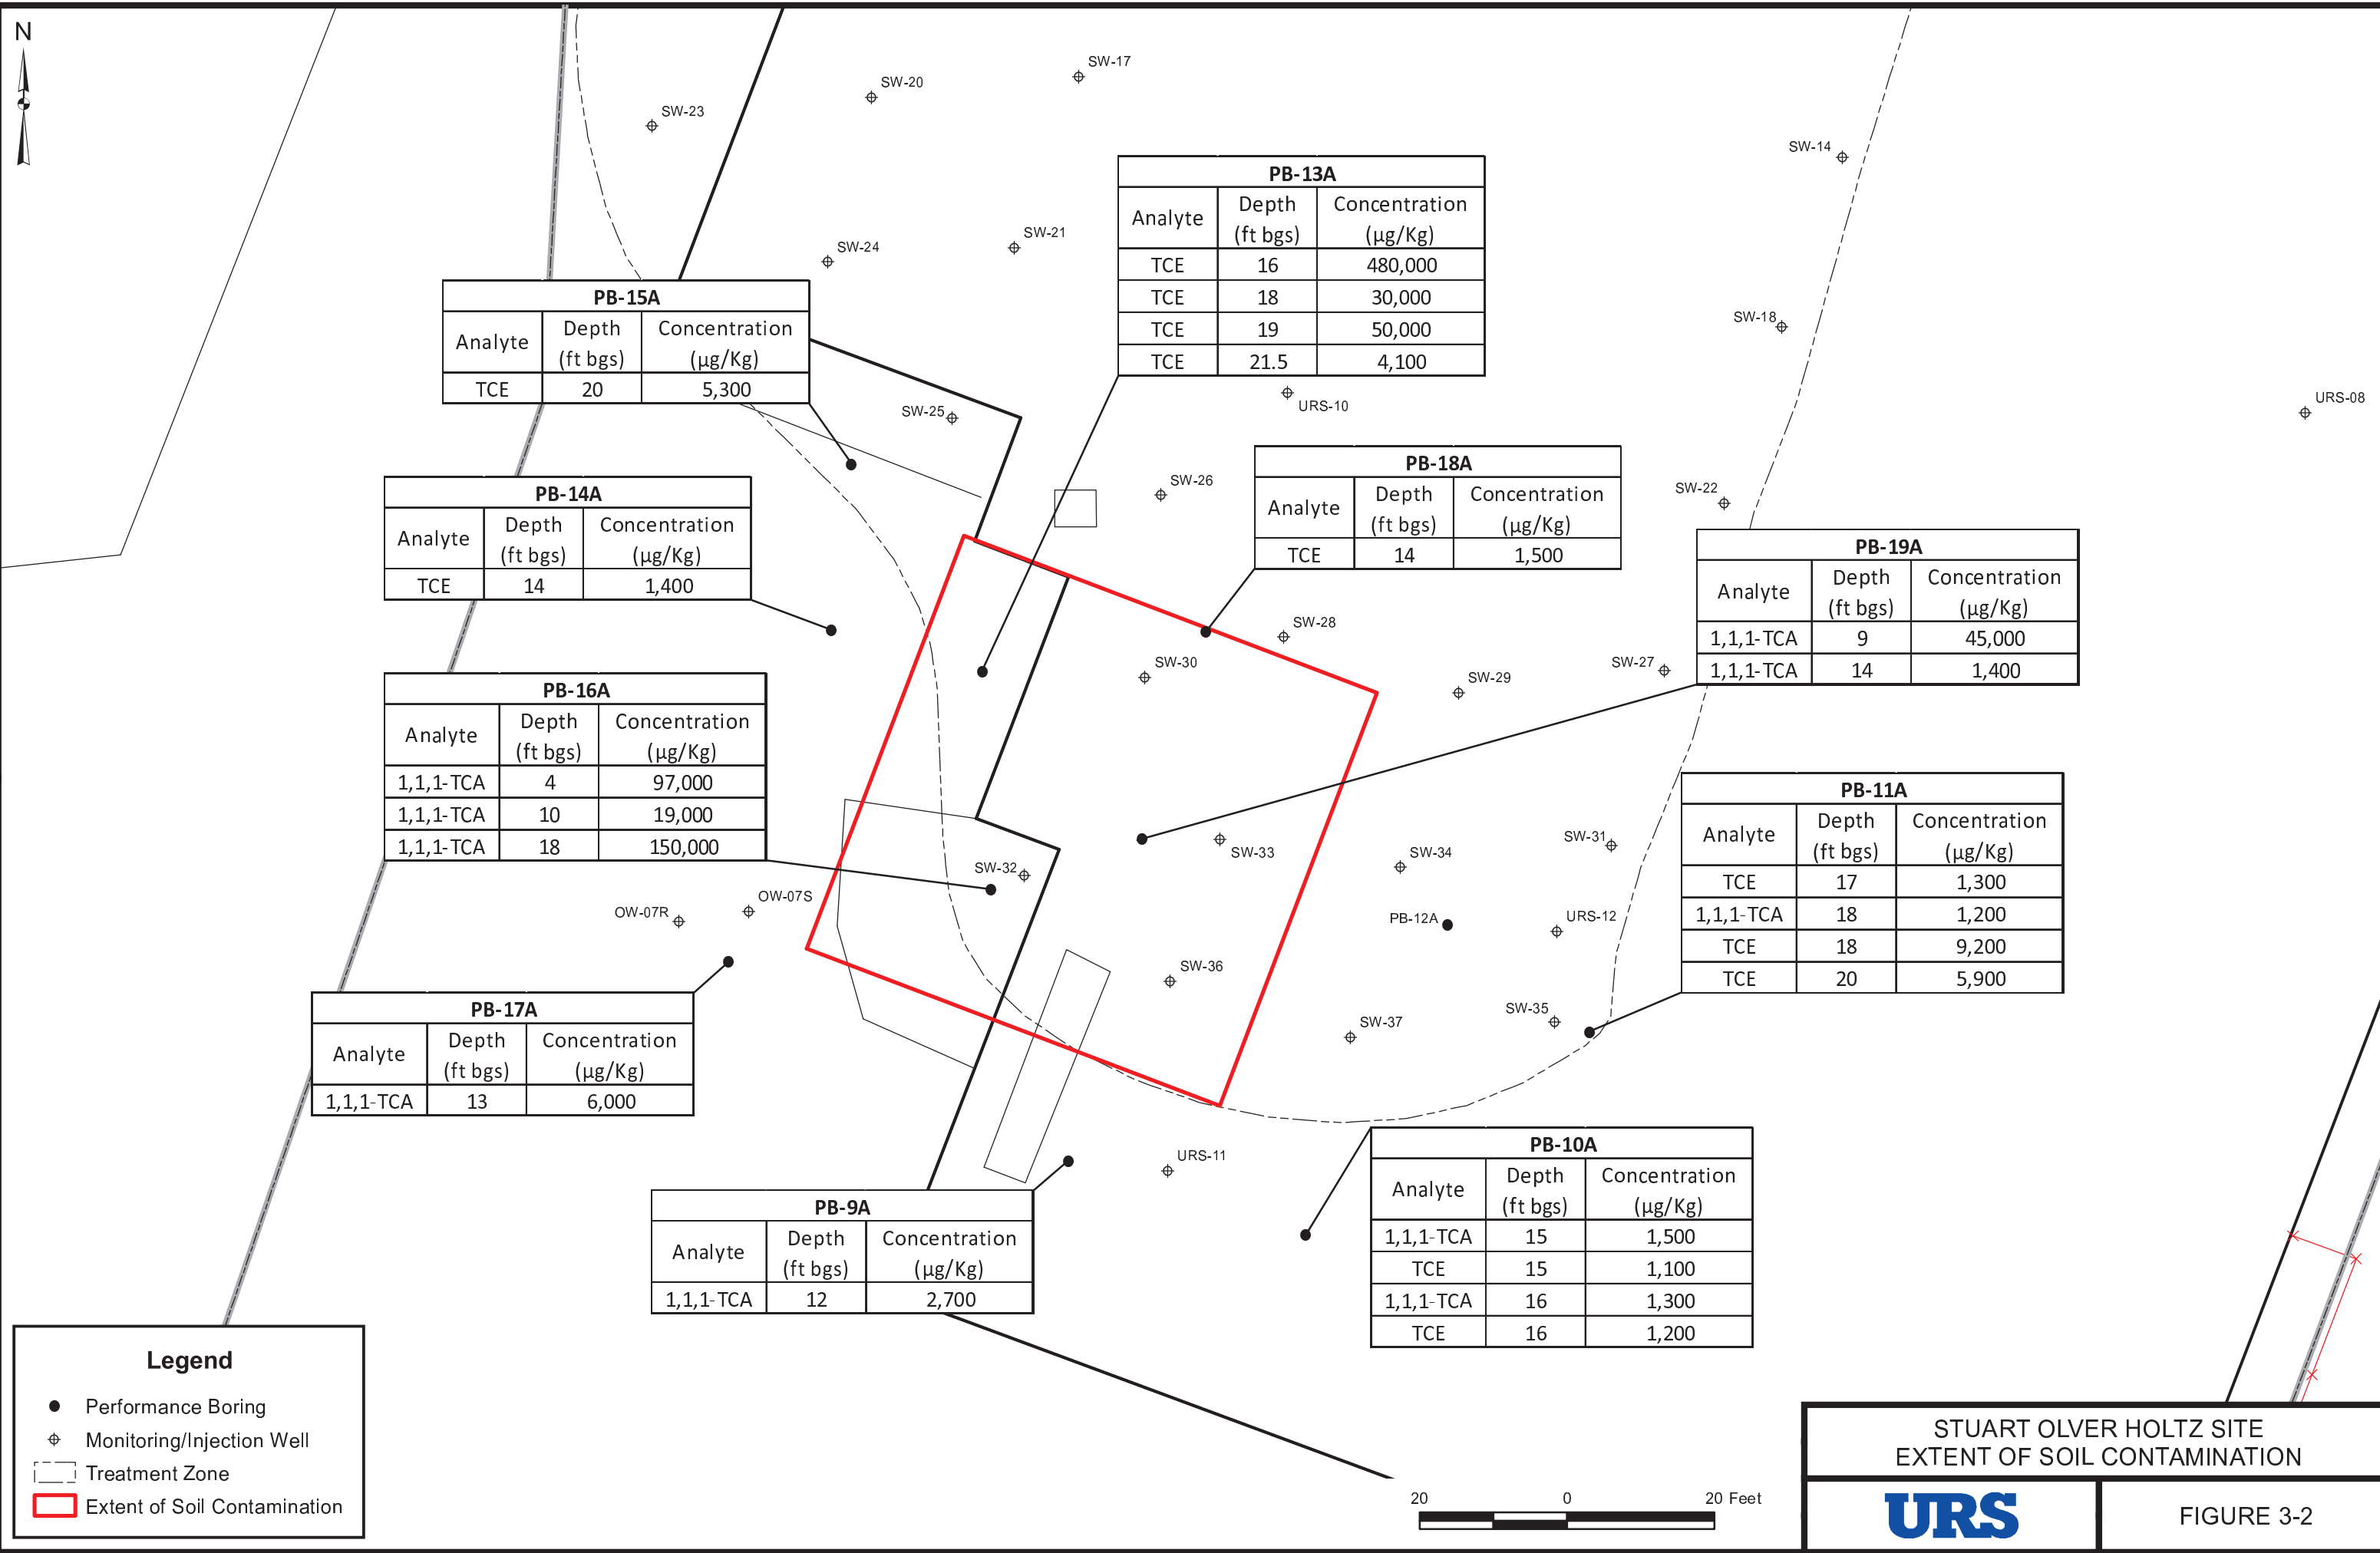 N
SW-17
SW-20
SW-23
SW-14
SW-21
SW-24
PB-13A
Analyte Depth (ft bgs) Concentration (µg/Kg)
TCE 16 480,000
TCE 18 30,000
TCE 19 50,000
TCE 21.5 4,100
PB-15A
Analyte Depth (ft bgs) Concentration (µg/Kg)
TCE 20 5,300
SW-18
URS-10
URS-08
SW-25
PB-14A
Analyte Depth (ft bgs) Concentration (µg/Kg)
TCE 14 1,400
SW-26
PB-18A
Analyte Depth (ft bgs) Concentration (µg/Kg)
TCE 14 1,500
SW-22
PB-19A
Analyte Depth (ft bgs) Concentration (µg/Kg)
1,1,1-TCA 9 45,000
1,1,1-TCA 14 1,400
SW-28
SW-30
SW-29
SW-27
PB-16A
Analyte Depth (ft bgs) Concentration (µg/Kg)
1,1,1-TCA 4 97,000
1,1,1-TCA 10 19,000
1,1,1-TCA 18 150,000
PB-11A
Analyte Depth (ft bgs) Concentration (µg/Kg)
TCE 17 1,300
1,1,1-TCA 18 1,200
TCE 18 9,200
TCE 20 5,900
SW-33
SW-34
SW-31
SW-32
OW-07S
OW-07R
PB-12A
URS-12
SW-36
SW-35
SW-37
PB-17A
Analyte Depth (ft bgs) Concentration (µg/Kg)
1,1,1-TCA 13 6,000
URS-11
PB-9A
Analyte Depth (ft bgs) Concentration (µg/Kg)
1,1,1-TCA 12 2,700
PB-10A
Analyte Depth (ft bgs) Concentration (µg/Kg)
1,1,1-TCA 15 1,500
TCE 15 1,100
1,1,1-TCA 16 1,300
TCE 16 1,200
Legend
Performance Boring
Monitoring/Injection Well
Treatment Zone
Extent of Soil Contamination
20 0 20 Feet
STUART OLVER HOLTZ SITE
EXTENT OF SOIL CONTAMINATION
URS
FIGURE 3-2